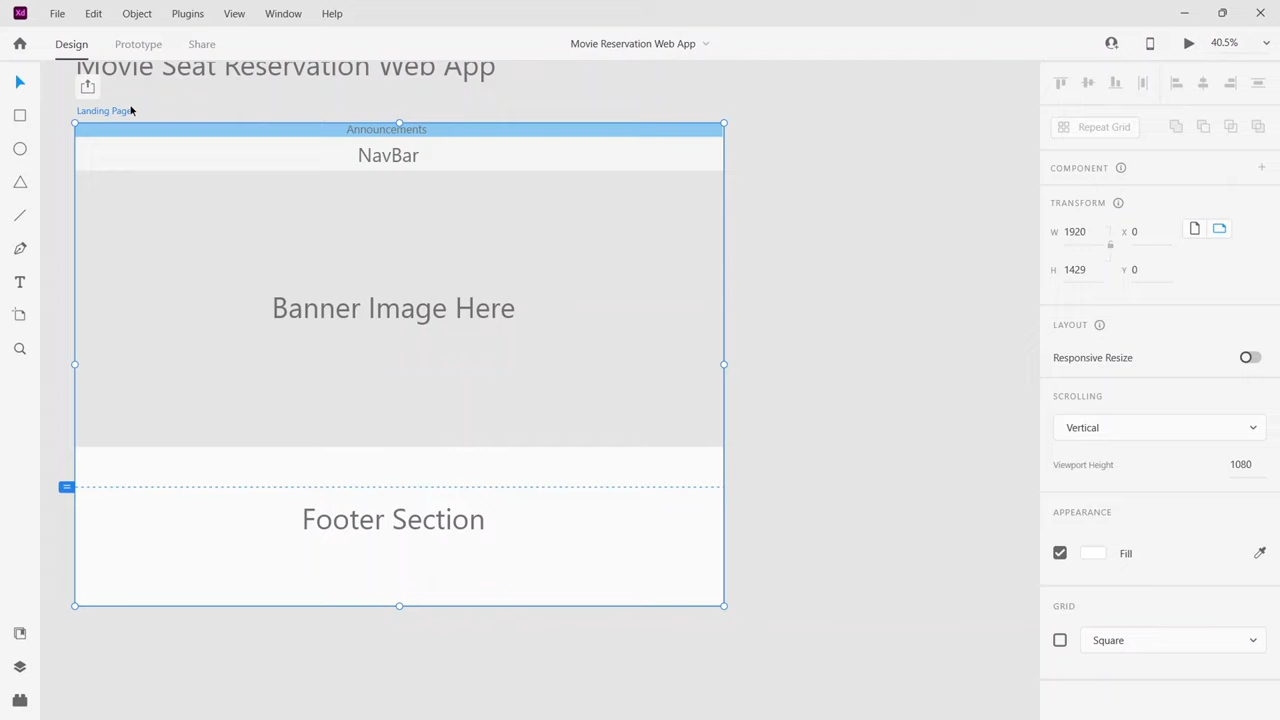 Xd File Edit Object Plugins View Window Help
Design Prototype Share Movie Reservation Web App 40.5%
Movie Seat Reservation Web App
Landing Page
Announcements
NavBar
Banner Image Here
Footer Section
Repeat Grid
COMPONENT
TRANSFORM
W 1920 X 0
H 1429 Y 0
LAYOUT
Responsive Resize
SCROLLING
Vertical
Viewport Height 1080
APPEARANCE
Fill
GRID
Square